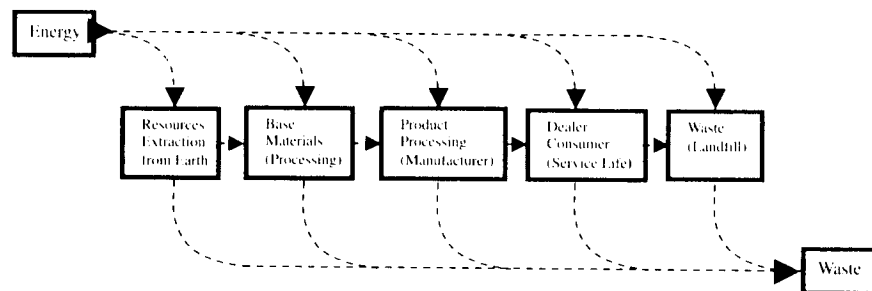 Energy
Resources
Extraction
from Earth
Base
Materials
(Processing)
Product
Processing
(Manufacturer)
Dealer
Consumer
(Service Life)
Waste
(Landfill)
Waste